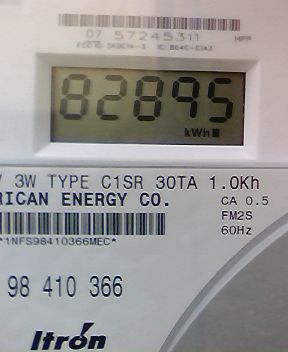 07 57245311
82895
kWh
3W TYPE C1SR 30TA 1.0Kh
RICAN ENERGY CO.
CA 0.5
FM2S
60Hz
*1NFS98410366MEC*
98 410 366
Itrón